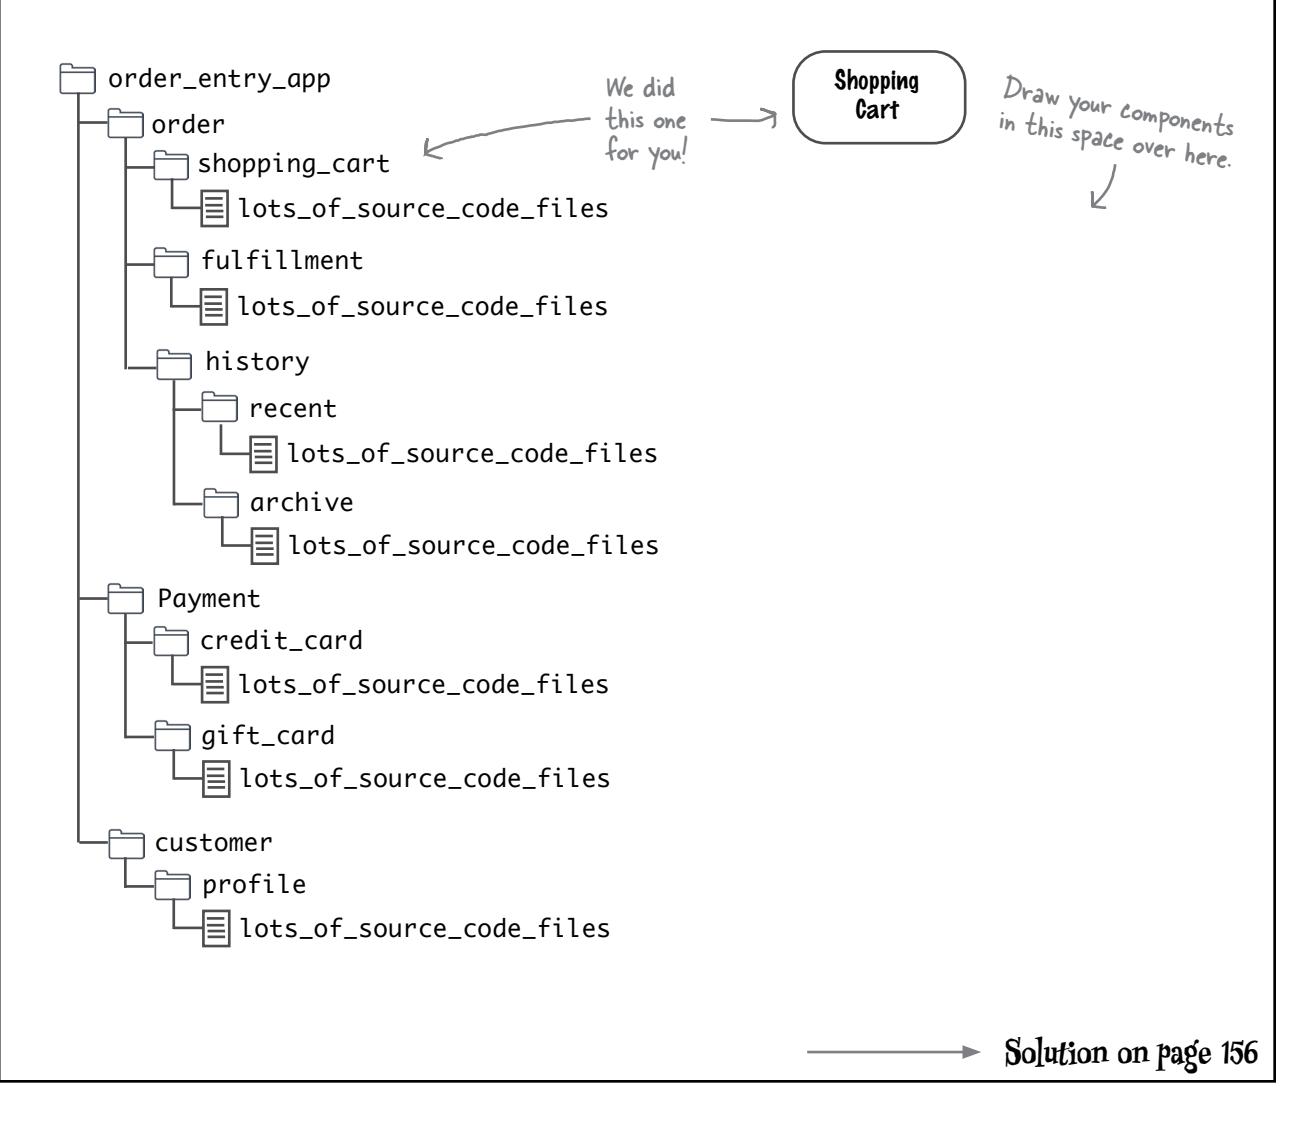 order_entry_app
order
shopping_cart
lots_of_source_code_files
fulfillment
lots_of_source_code_files
history
recent
lots_of_source_code_files
archive
lots_of_source_code_files
Payment
credit_card
lots_of_source_code_files
gift_card
lots_of_source_code_files
customer
profile
lots_of_source_code_files
We did
this one
for you!
Shopping
Cart
Draw your components
in this space over here.
Solution on page 156